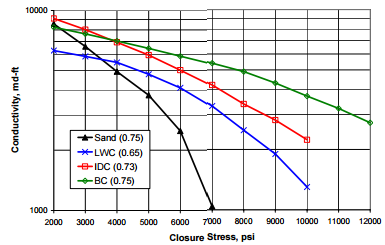 10000
Conductivity, md-ft
Sand (0.75)
LWC (0.65)
IDC (0.73)
BC (0.75)
1000
2000 3000 4000 5000 6000 7000 8000 9000 10000 11000 12000
Closure Stress, psi